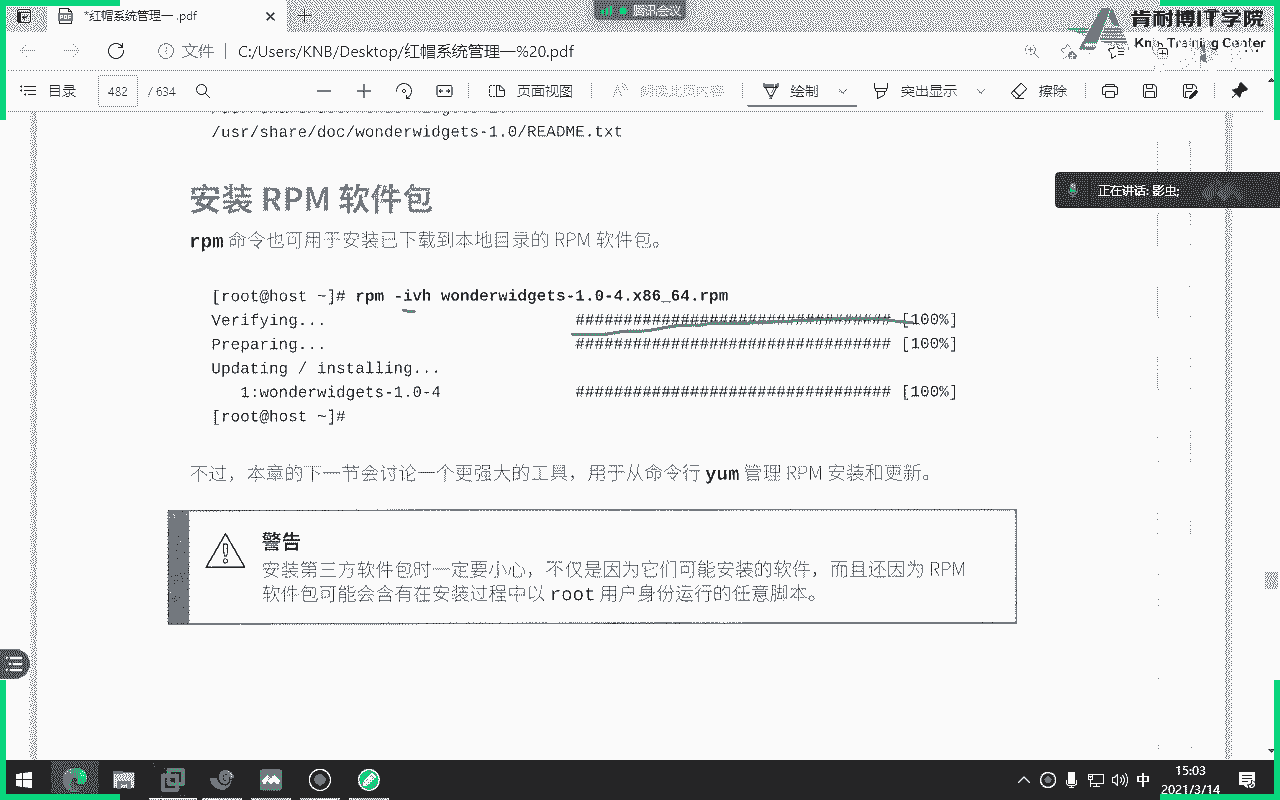 *红帽系统管理一 .pdf
腾讯会议
肯耐博IT学院
KnB Training Center
文件
C:/Users/KNB/Desktop/红帽系统管理一%20.pdf
目录
482
/ 634
页面视图
阅读此页内容
绘制
突出显示
擦除
/usr/share/doc/wonderwidgets-1.0/README.txt
正在讲话: 影虫;
安装 RPM 软件包
rpm 命令也可用于安装已下载到本地目录的 RPM 软件包。
[root@host ~]# rpm -ivh wonderwidgets-1.0-4.x86_64.rpm
Verifying... ################################# [100%]
Preparing... ################################# [100%]
Updating / installing...
1:wonderwidgets-1.0-4 ################################# [100%]
[root@host ~]#
不过，本章的下一节会讨论一个更强大的工具，用于从命令行 yum 管理 RPM 安装和更新。
警告
安装第三方软件包时一定要小心，不仅是因为它们可能安装的软件，而且还因为 RPM
软件包可能会含有在安装过程中以 root 用户身份运行的任意脚本。
中
15:03
2021/3/14